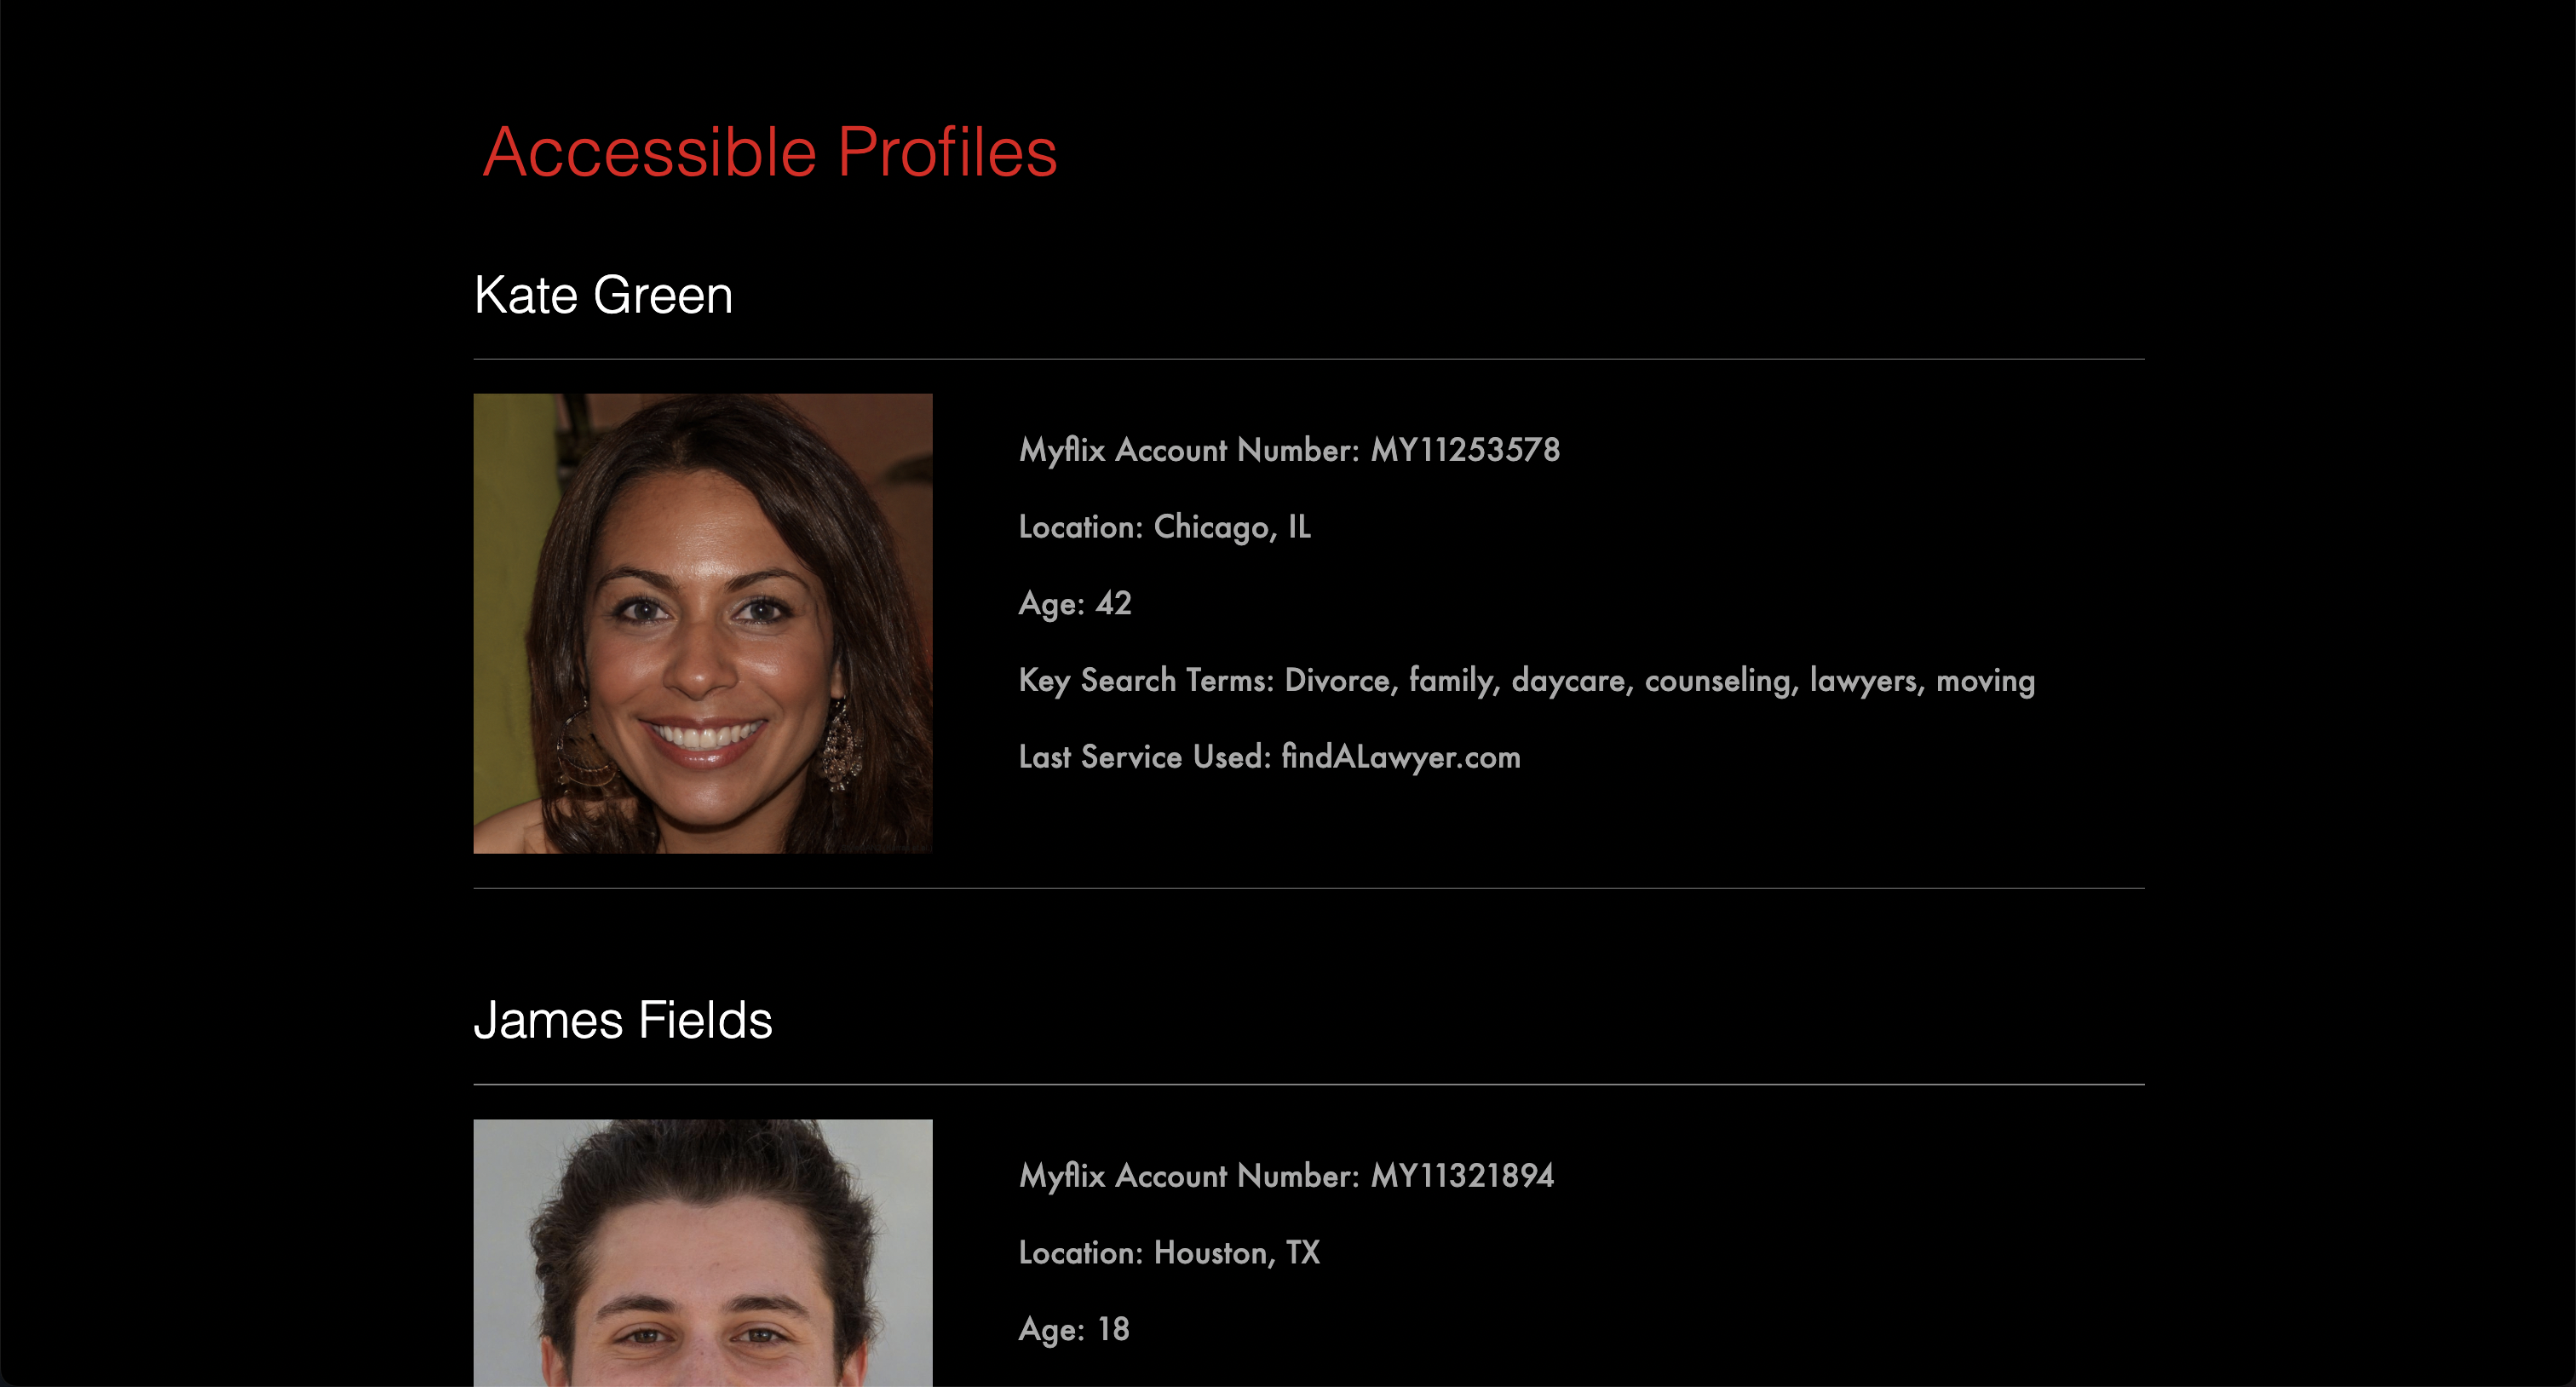 Accessible Profiles
Kate Green
Myflix Account Number: MY11253578
Location: Chicago, IL
Age: 42
Key Search Terms: Divorce, family, daycare, counseling, lawyers, moving
Last Service Used: findALawyer.com
James Fields
Myflix Account Number: MY11321894
Location: Houston, TX
Age: 18